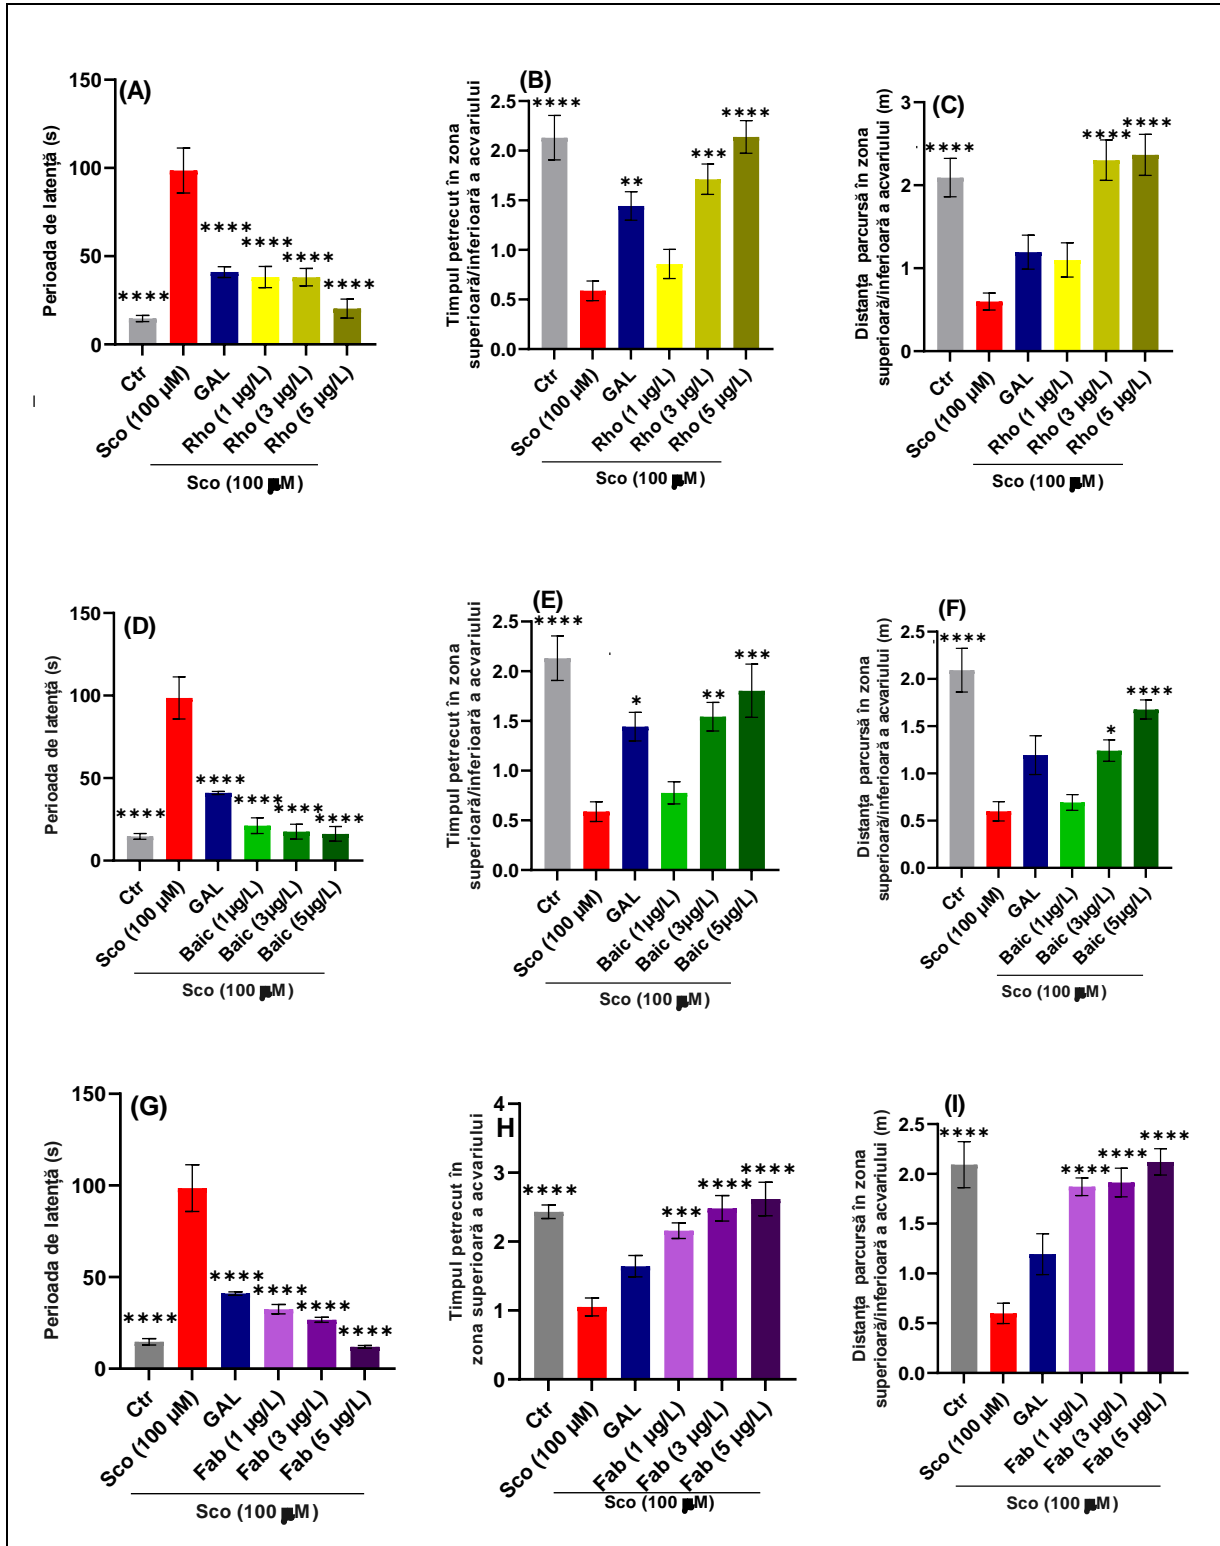 (A)
Perioada de latență (s)
150
100
50
0
****
****
****
****
****
Ctr
Sco (100 µM)
GAL
Rho (1 µg/L)
Rho (3 µg/L)
Rho (5 µg/L)
Sco (100 µM)
(B)
Timpul petrecut în zona
superioară/inferioară a acvariului
2.5
2.0
1.5
1.0
0.5
0.0
****
**
***
****
Ctr
Sco (100 µM)
GAL
Rho (1 µg/L)
Rho (3 µg/L)
Rho (5 µg/L)
Sco (100 µM)
(C)
Distanța parcursă în zona
superioară/inferioară a acvariului (m)
3
2
1
0
****
****
****
Ctr
Sco (100 µM)
GAL
Rho (1 µg/L)
Rho (3 µg/L)
Rho (5 µg/L)
Sco (100 µM)
(D)
Perioada de latență (s)
150
100
50
0
****
****
****
****
****
Ctr
Sco (100 µM)
GAL
Baic (1µg/L)
Baic (3µg/L)
Baic (5µg/L)
Sco (100 µM)
(E)
Timpul petrecut în zona
superioară/inferioară a acvariului
2.5
2.0
1.5
1.0
0.5
0.0
****
*
**
***
Ctr
Sco (100 µM)
GAL
Baic (1µg/L)
Baic (3µg/L)
Baic (5µg/L)
Sco (100 µM)
(F)
Distanța parcursă în zona
superioară/inferioară a acvariului (m)
2.5
2.0
1.5
1.0
0.5
0.0
****
*
****
Ctr
Sco (100 µM)
GAL
Baic (1µg/L)
Baic (3µg/L)
Baic (5µg/L)
Sco (100 µM)
(G)
Perioada de latență (s)
150
100
50
0
****
****
****
****
****
Ctr
Sco (100 µM)
GAL
Fab (1 µg/L)
Fab (3 µg/L)
Fab (5 µg/L)
Sco (100 µM)
H
Timpul petrecut în
zona superioară a acvariului
4
3
2
1
0
****
***
****
****
Ctr
Sco (100 µM)
GAL
Fab (1 µg/L)
Fab (3 µg/L)
Fab (5 µg/L)
Sco (100 µM)
(I)
Distanța parcursă în zona
superioară/inferioară a acvariului (m)
2.5
2.0
1.5
1.0
0.5
0.0
****
****
****
****
Ctr
Sco (100 µM)
GAL
Fab (1 µg/L)
Fab (3 µg/L)
Fab (5 µg/L)
Sco (100 µM)